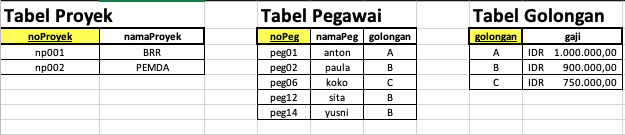 Tabel Proyek Tabel Pegawai Tabel Golongan
noProyek namaProyek noPeg namaPeg golongan golongan gaji
np001 BRR peg01 anton A A IDR 1.000.000,00
np002 PEMDA peg02 paula B B IDR 900.000,00
peg06 koko C C IDR 750.000,00
peg12 sita B
peg14 yusni B